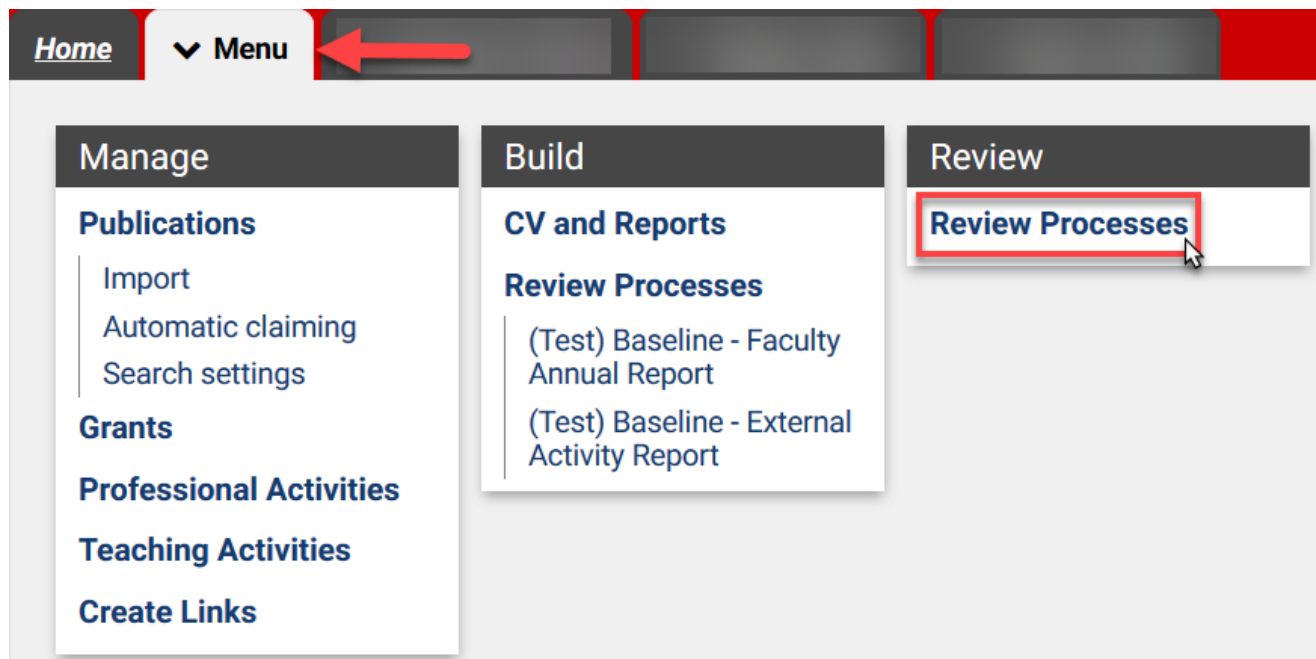 Home
Menu
Manage
Publications
Import
Automatic claiming
Search settings
Grants
Professional Activities
Teaching Activities
Create Links
Build
CV and Reports
Review Processes
(Test) Baseline - Faculty
Annual Report
(Test) Baseline - External
Activity Report
Review
Review Processes